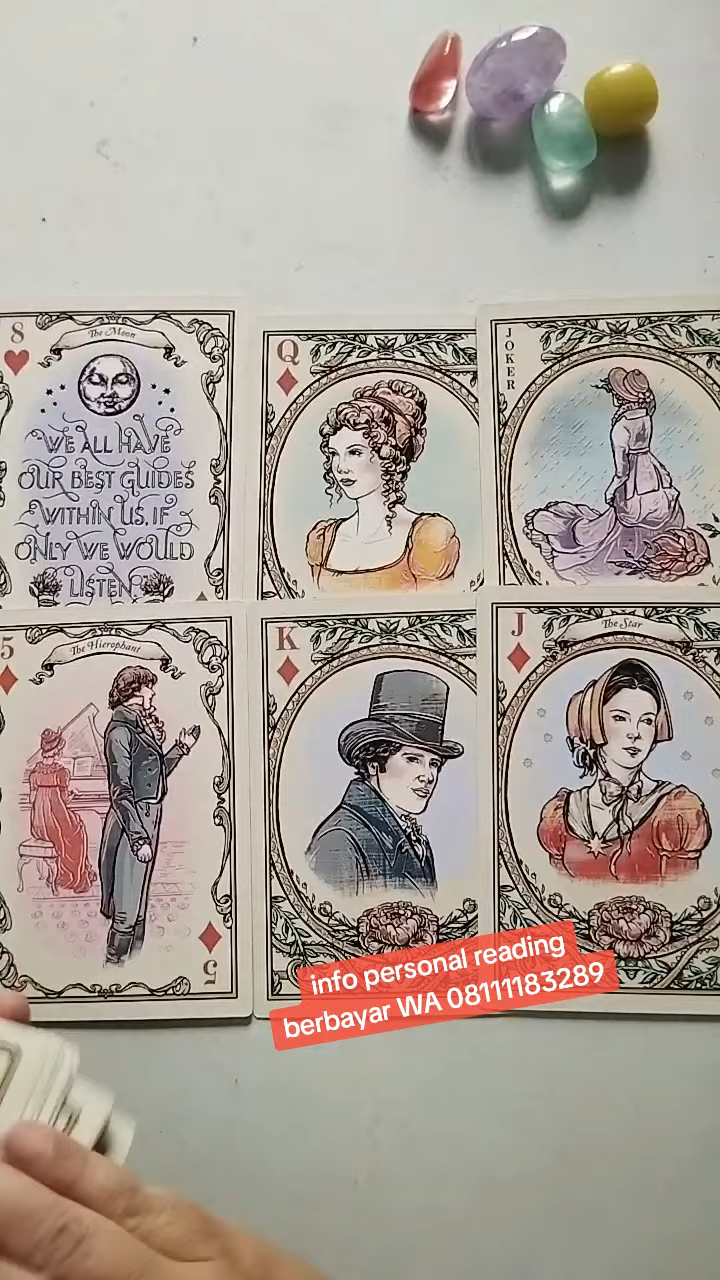 8
The Moon
WE ALL HAVE
OUR BEST GUIDES
WITHIN US, IF
ONLY WE WOULD
LISTEN.
Q
JOKER
5
The Hierophant
5
K
J
The Star
info personal reading
berbayar WA 08111183289